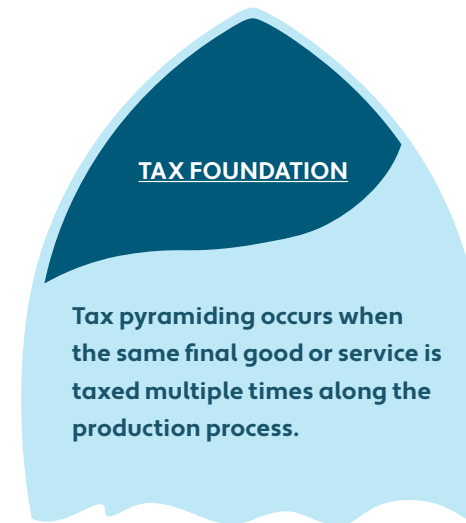 TAX FOUNDATION
Tax pyramiding occurs when
the same final good or service is
taxed multiple times along the
production process.